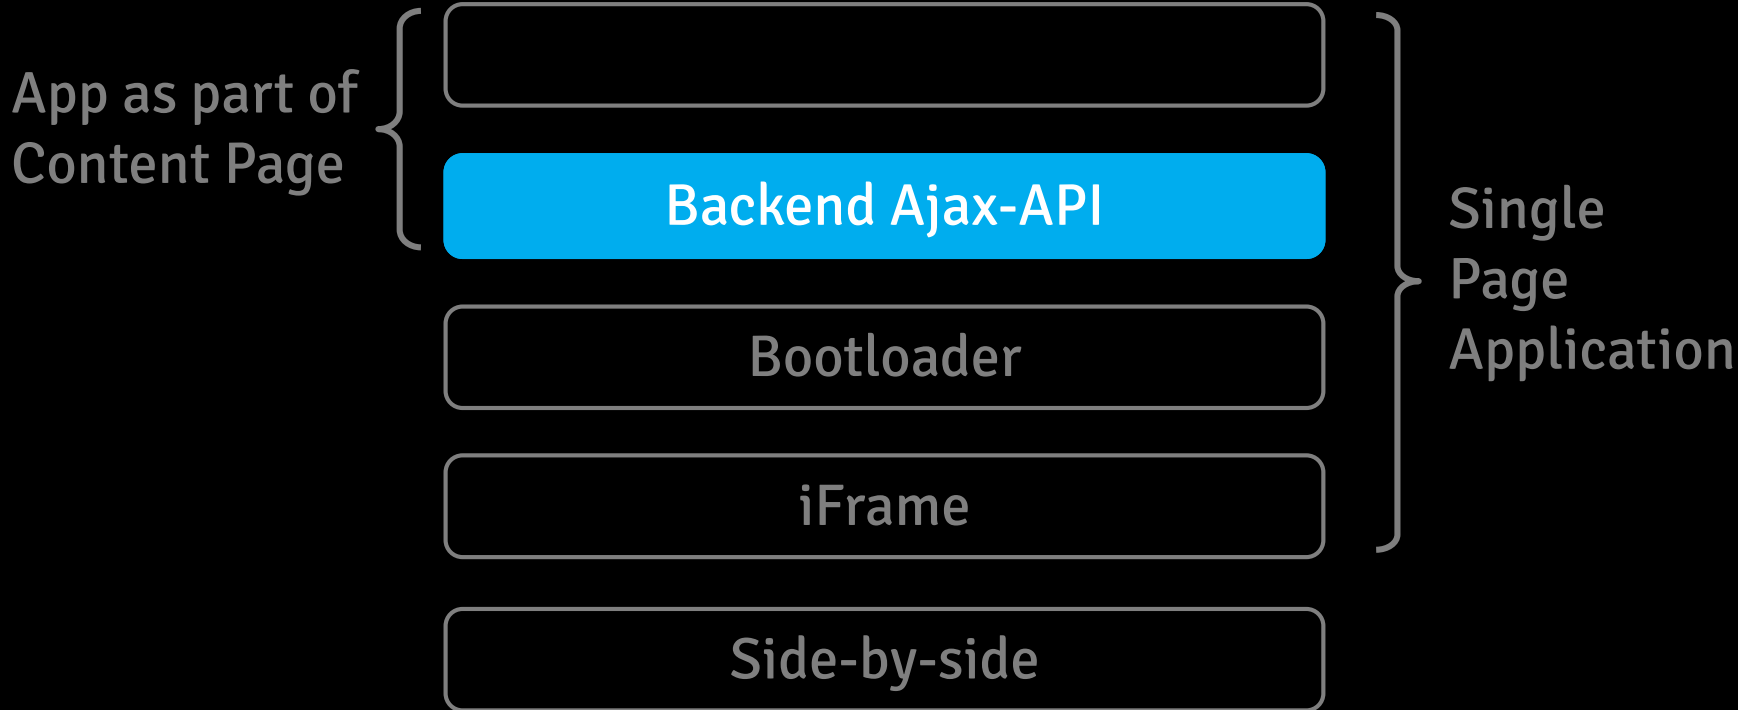 App as part of
Content Page
Backend Ajax-API
Single
Page
Application
Bootloader
iFrame
Side-by-side